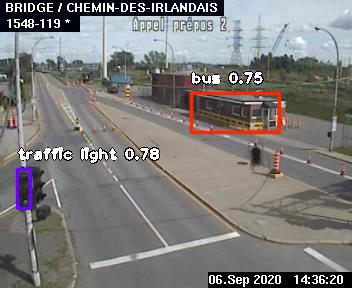 BRIDGE / CHEMIN-DES-IRLANDAIS
1548-119 *
Appel prépos 2
bus 0.75
traffic light 0.78
06.Sep 2020 14:36:20